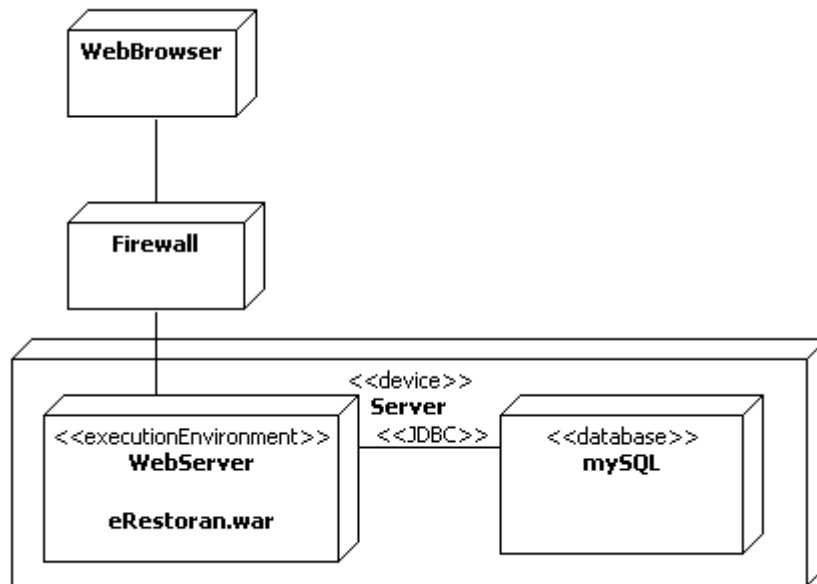 WebBrowser
Firewall
<<device>>
Server
<<JDBC>>
<<executionEnvironment>>
WebServer
eRestoran.war
<<database>>
mySQL